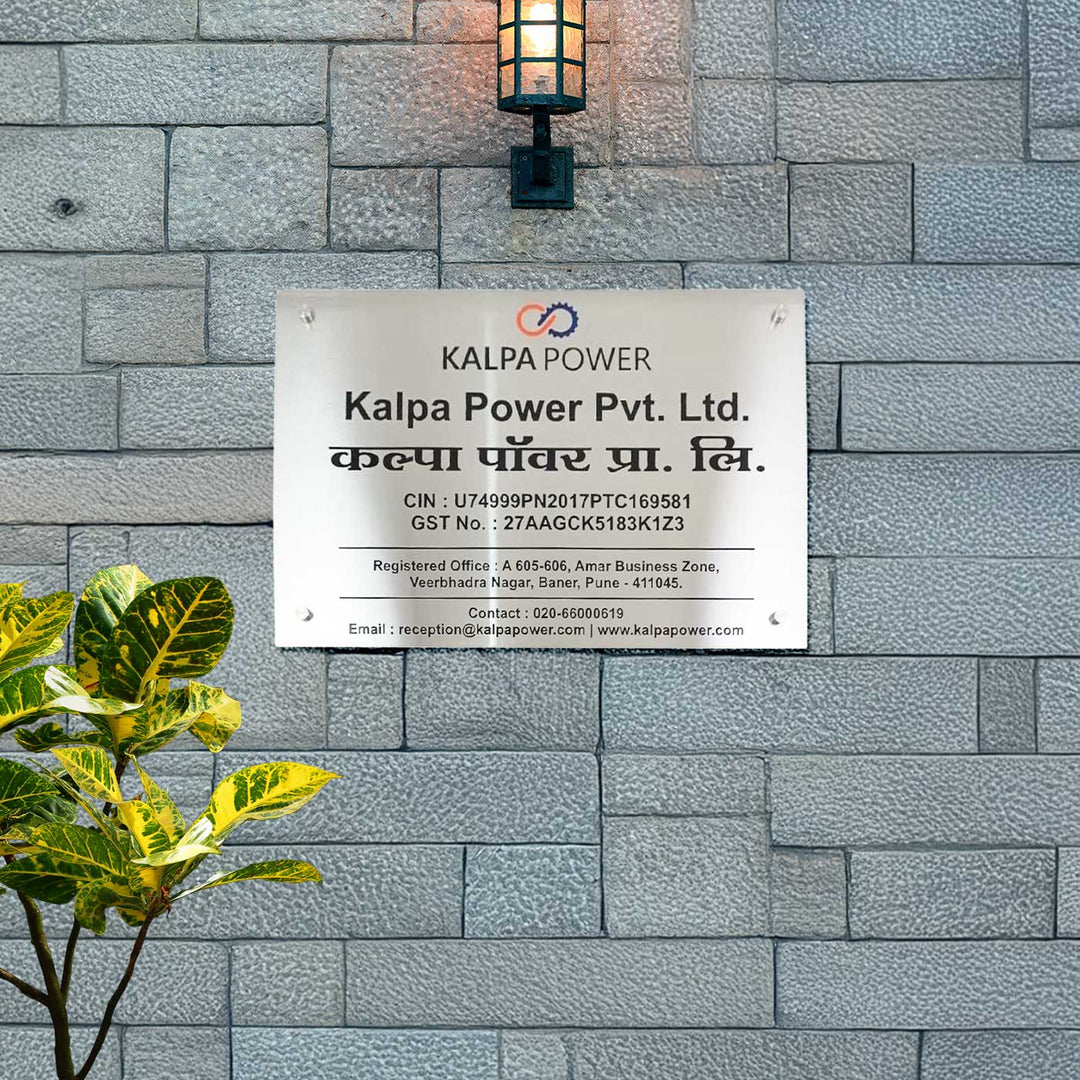 KALPA POWER
Kalpa Power Pvt. Ltd.
कल्पा पॉवर प्रा. लि.
CIN : U74999PN2017PTC169581
GST No. : 27AAGCK5183K1Z3
Registered Office : A 605-606, Amar Business Zone,
Veerbhadra Nagar, Baner, Pune - 411045.
Contact : 020-66000619
Email : reception@kalpapower.com | www.kalpapower.com